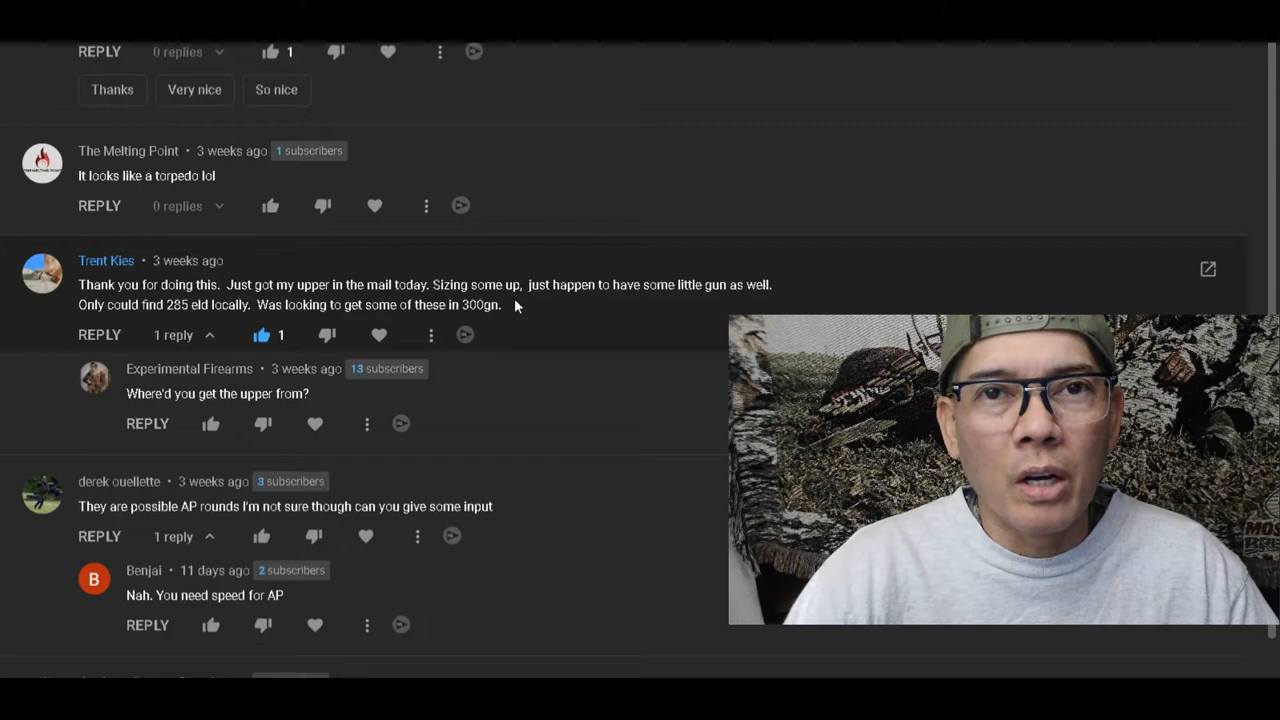 REPLY 0 replies 1
Thanks Very nice So nice
The Melting Point • 3 weeks ago 1 subscribers
It looks like a torpedo lol
REPLY 0 replies
Trent Kies • 3 weeks ago
Thank you for doing this. Just got my upper in the mail today. Sizing some up, just happen to have some little gun as well.
Only could find 285 eld locally. Was looking to get some of these in 300gn.
REPLY 1 reply 1
Experimental Firearms • 3 weeks ago 13 subscribers
Where'd you get the upper from?
REPLY
derek ouellette • 3 weeks ago 3 subscribers
They are possible AP rounds I'm not sure though can you give some input
REPLY 1 reply
B
Benjai • 11 days ago 2 subscribers
Nah. You need speed for AP
REPLY